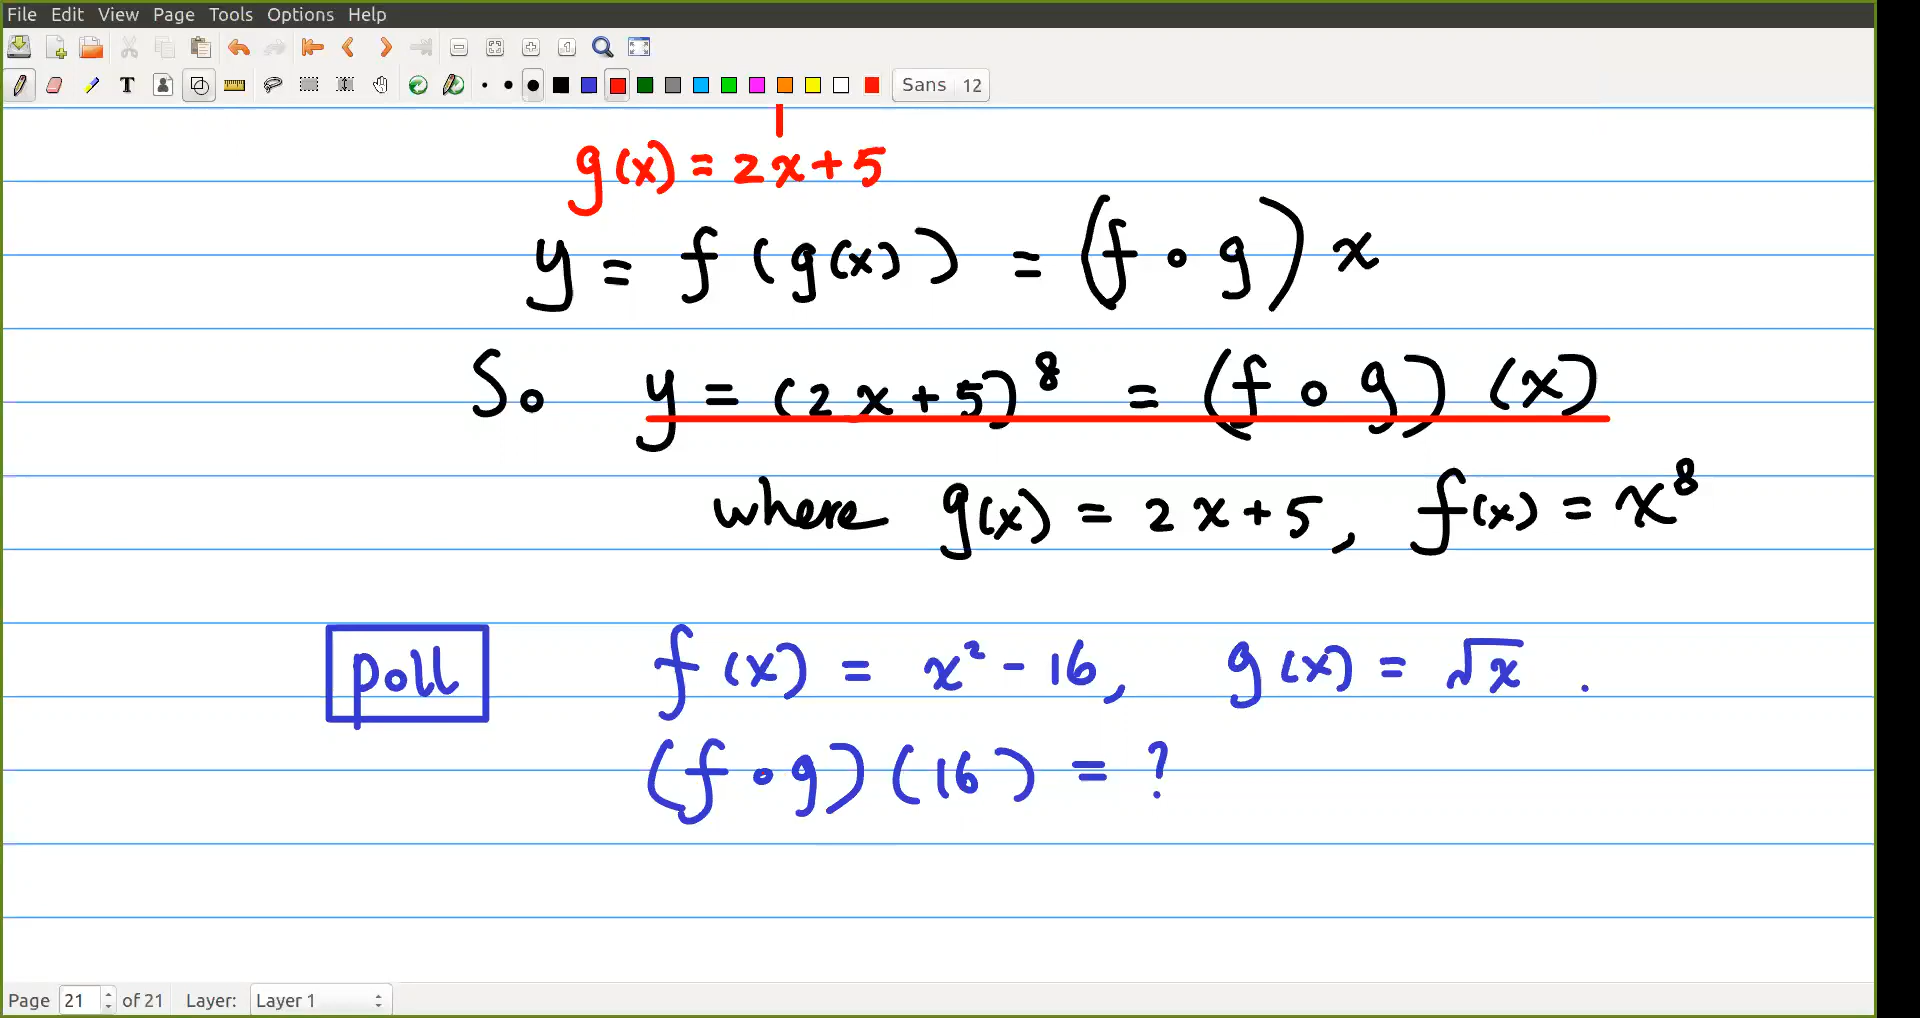 File Edit View Page Tools Options Help
T Sans 12
g(x) = 2x+5
y = f(g(x)) = (f∘g)x
So y = (2x+5)⁸ = (f∘g)(x)
where g(x) = 2x+5, f(x) = x⁸
poll f(x) = x² - 16, g(x) = √x .
(f∘g)(16) = ?
Page 21 of 21 Layer: Layer 1